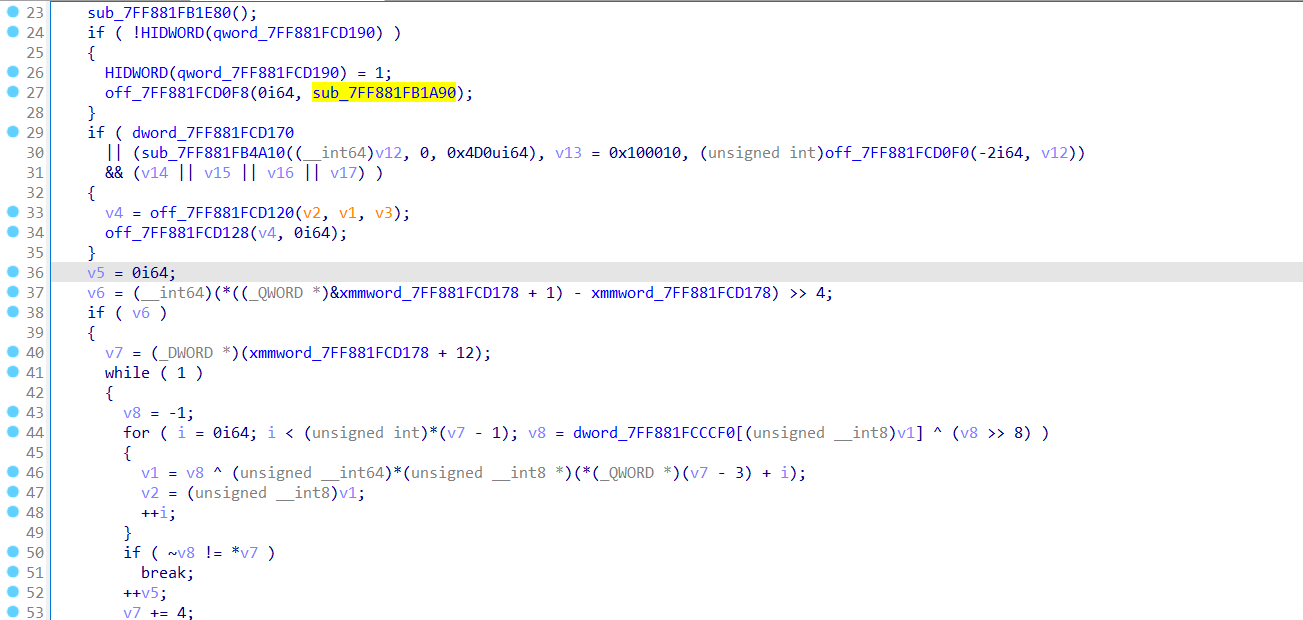 23 sub_7FF881FB1E80();
24 if ( !HIDWORD(qword_7FF881FCD190) )
25 {
26 HIDWORD(qword_7FF881FCD190) = 1;
27 off_7FF881FCD0F8(0i64, sub_7FF881FB1A90);
28 }
29 if ( dword_7FF881FCD170
30 || (sub_7FF881FB4A10((__int64)v12, 0, 0x4D0ui64), v13 = 0x100010, (unsigned int)off_7FF881FCD0F0(-2i64, v12))
31 && (v14 || v15 || v16 || v17) )
32 {
33 v4 = off_7FF881FCD120(v2, v1, v3);
34 off_7FF881FCD128(v4, 0i64);
35 }
36 v5 = 0i64;
37 v6 = (__int64)(*((_QWORD *)&xmmword_7FF881FCD178 + 1) - xmmword_7FF881FCD178) >> 4;
38 if ( v6 )
39 {
40 v7 = (_DWORD *)(xmmword_7FF881FCD178 + 12);
41 while ( 1 )
42 {
43 v8 = -1;
44 for ( i = 0i64; i < (unsigned int)*(v7 - 1); v8 = dword_7FF881FCCCF0[(unsigned __int8)v1] ^ (v8 >> 8) )
45 {
46 v1 = v8 ^ (unsigned __int64)*(unsigned __int8 *)(*(_QWORD *)(v7 - 3) + i);
47 v2 = (unsigned __int8)v1;
48 ++i;
49 }
50 if ( ~v8 != *v7 )
51 break;
52 ++v5;
53 v7 += 4;